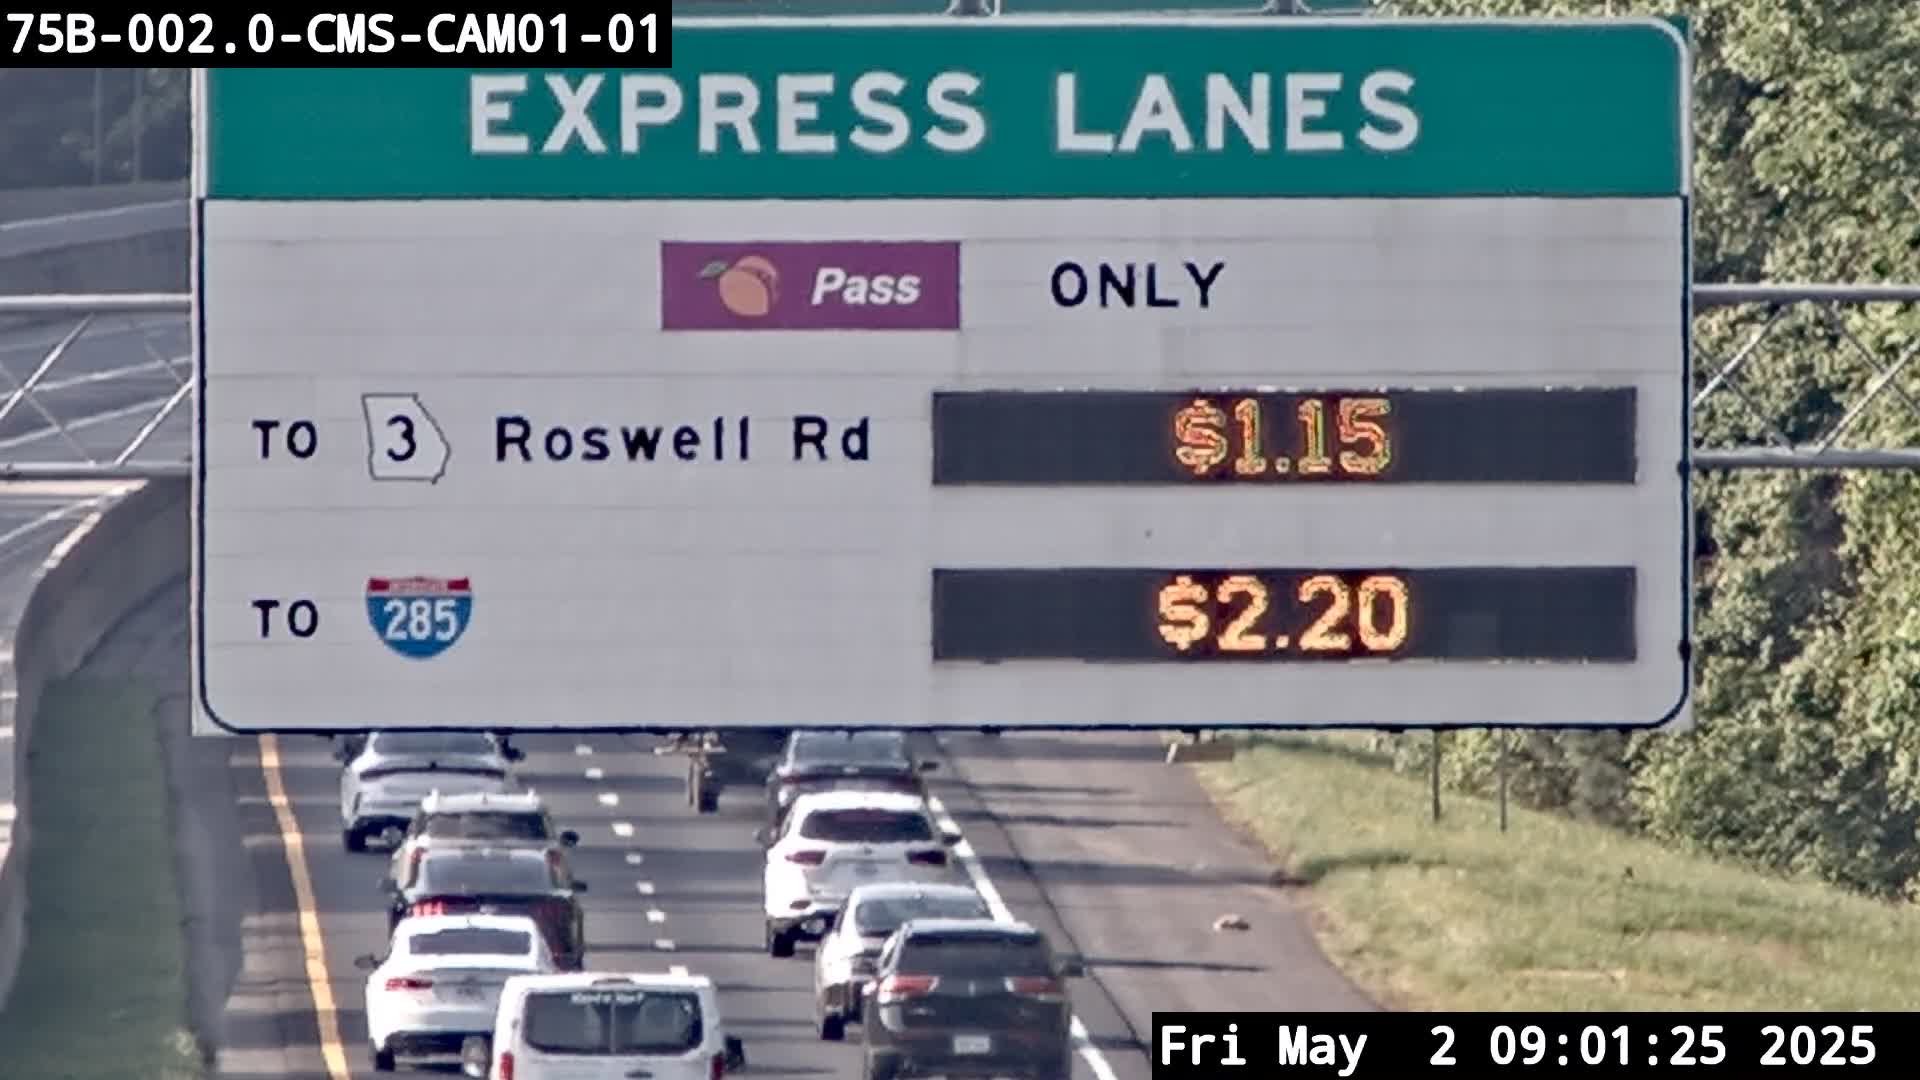 75B-002.0-CMS-CAM01-01
EXPRESS LANES
Pass ONLY
TO 3 Roswell Rd $1.15
TO 285 $2.20
Fri May 2 09:01:25 2025